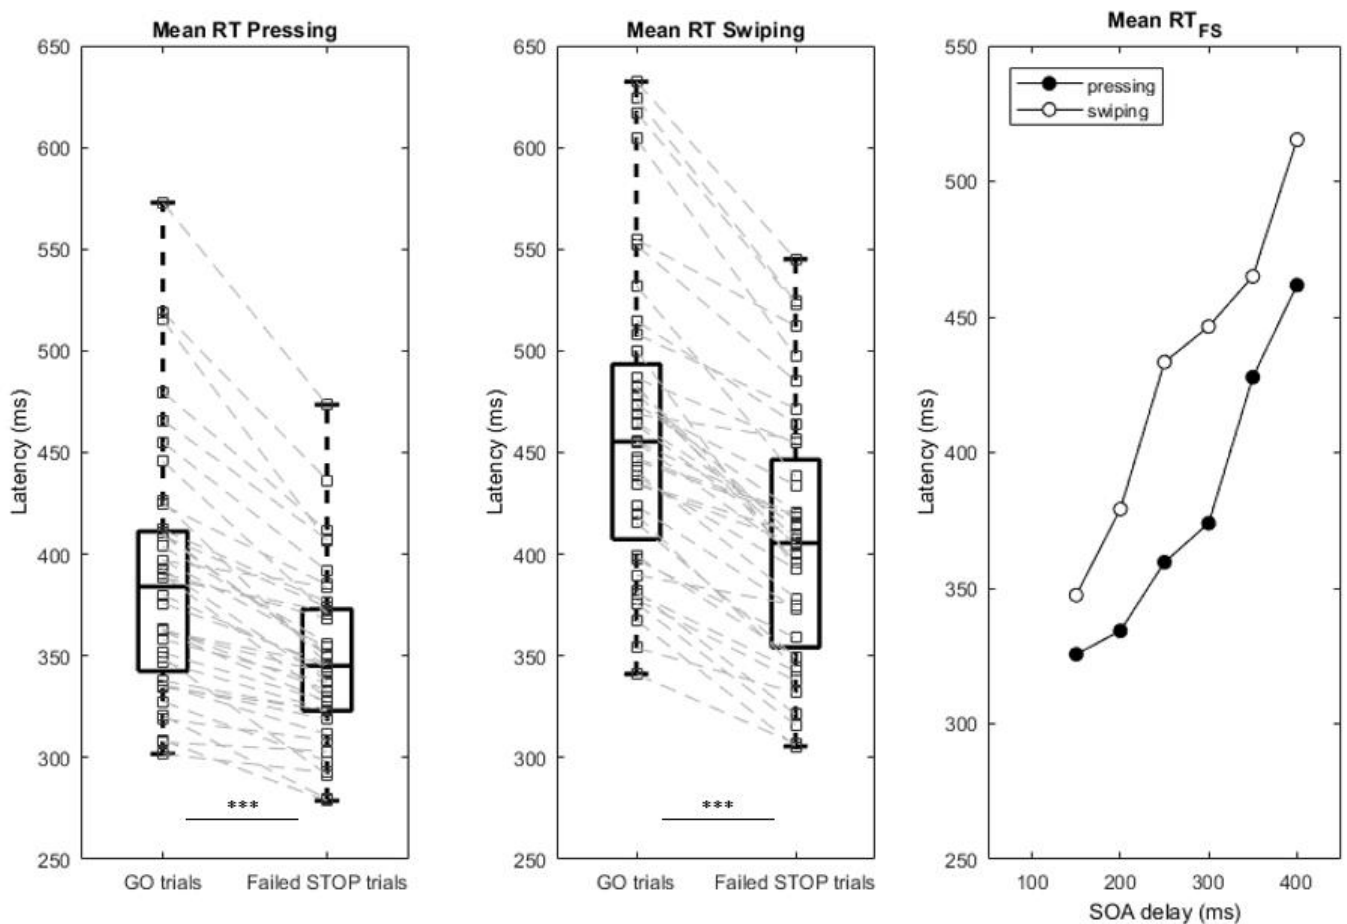 Mean RT Pressing
650
600
550
500
450
400
350
300
250
Latency (ms)
***
GO trials
Failed STOP trials
Mean RT Swiping
650
600
550
500
450
400
350
300
250
Latency (ms)
***
GO trials
Failed STOP trials
Mean RT_FS
pressing
swiping
550
500
450
400
350
300
250
Latency (ms)
100 200 300 400
SOA delay (ms)